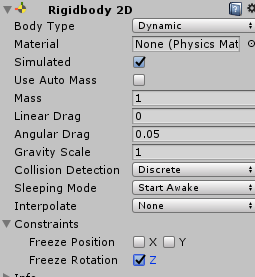 Rigidbody 2D
Body Type Dynamic
Material None (Physics Mat
Simulated
Use Auto Mass
Mass 1
Linear Drag 0
Angular Drag 0.05
Gravity Scale 1
Collision Detection Discrete
Sleeping Mode Start Awake
Interpolate None
Constraints
Freeze Position X Y
Freeze Rotation Z
Info